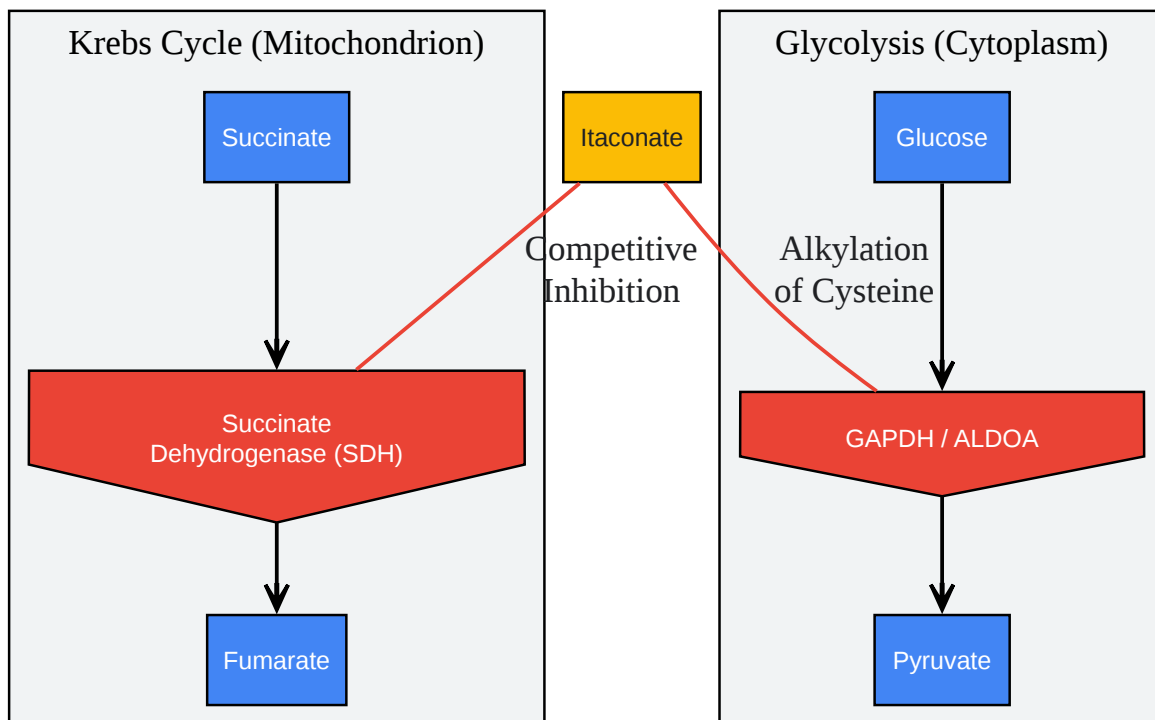 Krebs Cycle (Mitochondrion)
Glycolysis (Cytoplasm)
Succinate
Itaconate
Glucose
Competitive
Inhibition
Alkylation
of Cysteine
Succinate
Dehydrogenase (SDH)
GAPDH / ALDOA
Fumarate
Pyruvate